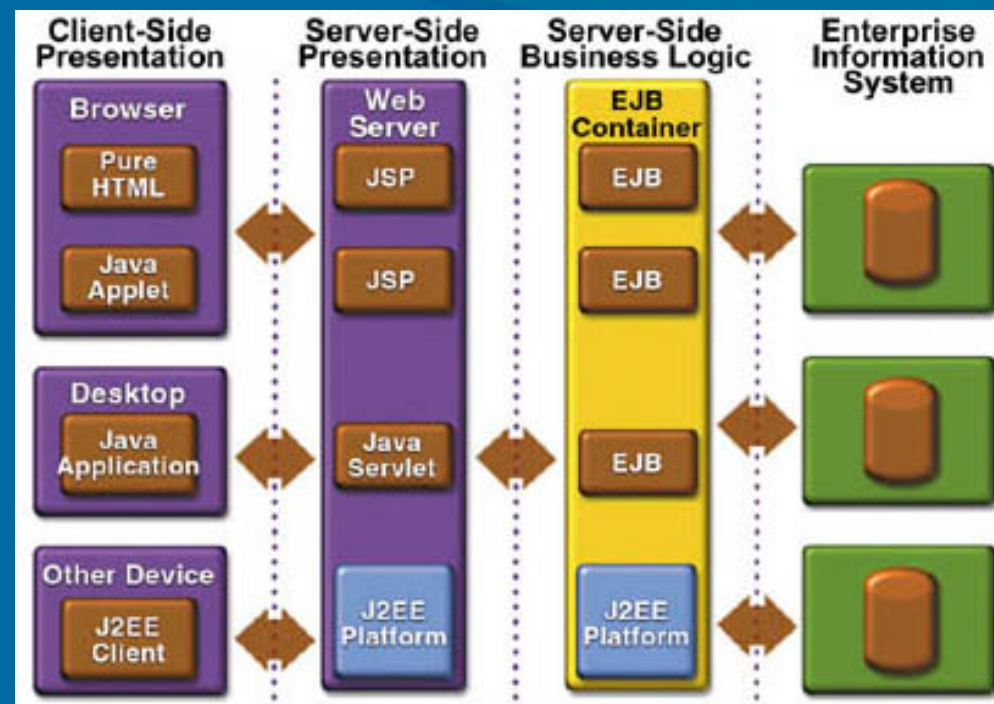 Client-Side
Presentation
Server-Side
Presentation
Server-Side
Business Logic
Enterprise
Information
System
Browser
Pure
HTML
Java
Applet
Desktop
Java
Application
Other Device
J2EE
Client
Web
Server
JSP
JSP
Java
Servlet
J2EE
Platform
EJB
Container
EJB
EJB
EJB
J2EE
Platform